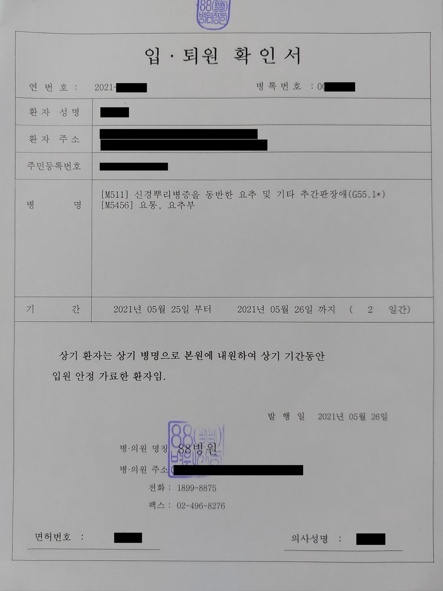 입 · 퇴원 확인서
연 번 호 : 2021-
병록번호 : 0
환 자 성 명
환 자 주 소
주민등록번호
병 명
[M511] 신경뿌리병증을 동반한 요추 및 기타 추간판장애(G55.1*)
[M5456] 요통, 요추부
기 간 2021년 05월 25일 부터 2021년 05월 26일 까지 ( 2 일간)
상기 환자는 상기 병명으로 본원에 내원하여 상기 기간동안
입원 안정 가료한 환자임.
발 행 일 2021년 05월 26일
병·의원 명칭 88병원
병·의원 주소
전화 : 1899-8875
팩스 : 02-496-8276
면허번호 :
의사성명 :